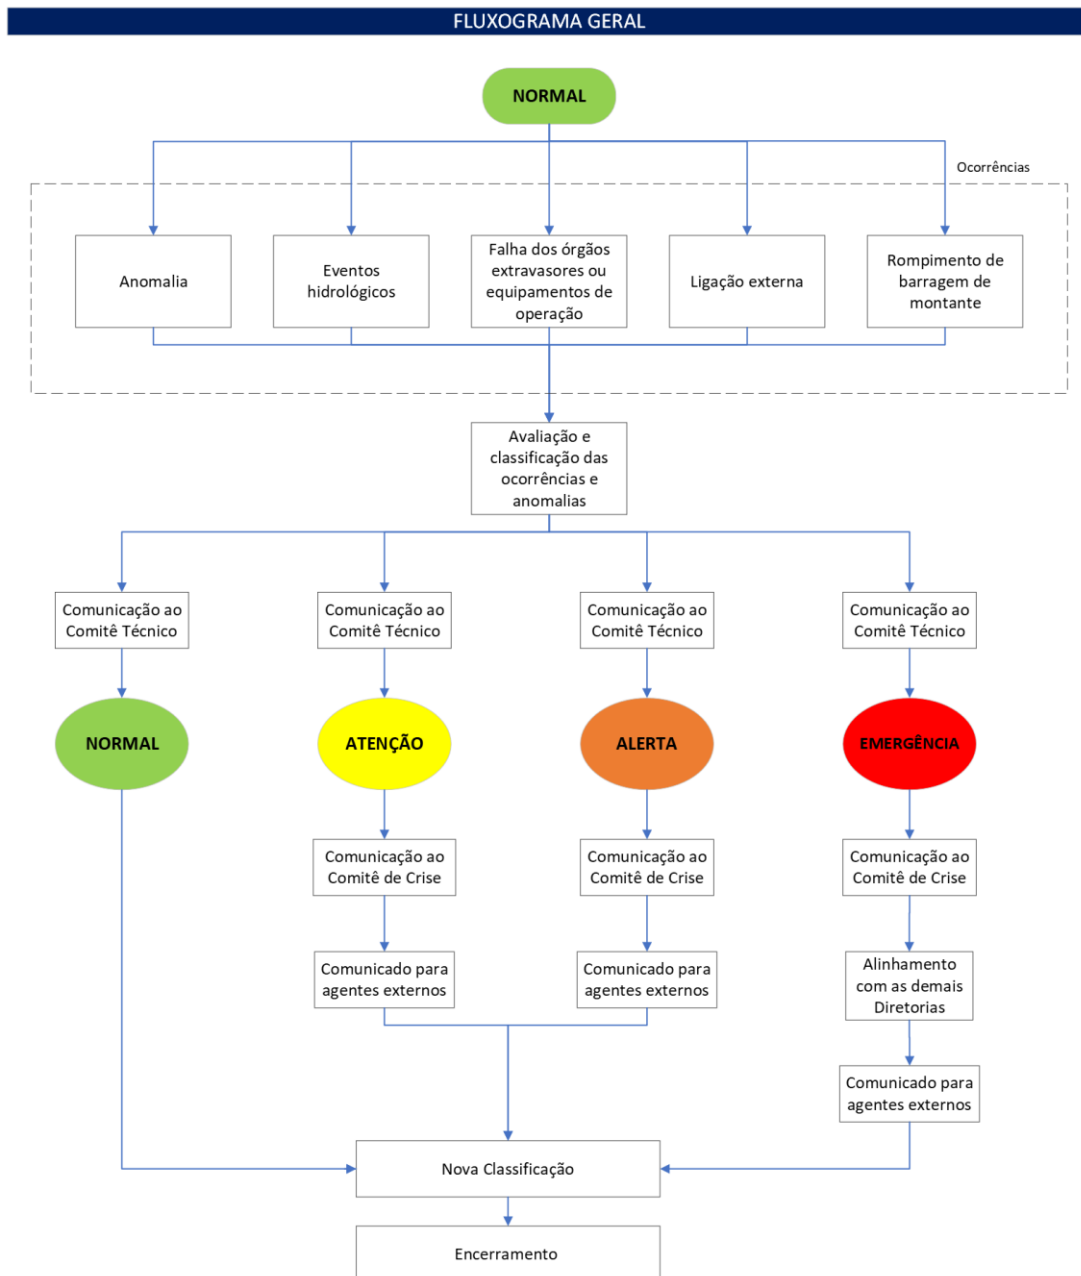 FLUXOGRAMA GERAL
NORMAL
Ocorrências
Anomalia
Eventos
hidrológicos
Falha dos órgãos
extravasores ou
equipamentos de
operação
Ligação externa
Rompimento de
barragem de
montante
Avaliação e
classificação das
ocorrências e
anomalias
Comunicação ao
Comitê Técnico
Comunicação ao
Comitê Técnico
Comunicação ao
Comitê Técnico
Comunicação ao
Comitê Técnico
NORMAL
ATENÇÃO
ALERTA
EMERGÊNCIA
Comunicação ao
Comitê de Crise
Comunicação ao
Comitê de Crise
Comunicação ao
Comitê de Crise
Comunicado para
agentes externos
Comunicado para
agentes externos
Alinhamento
com as demais
Diretorias
Comunicado para
agentes externos
Nova Classificação
Encerramento